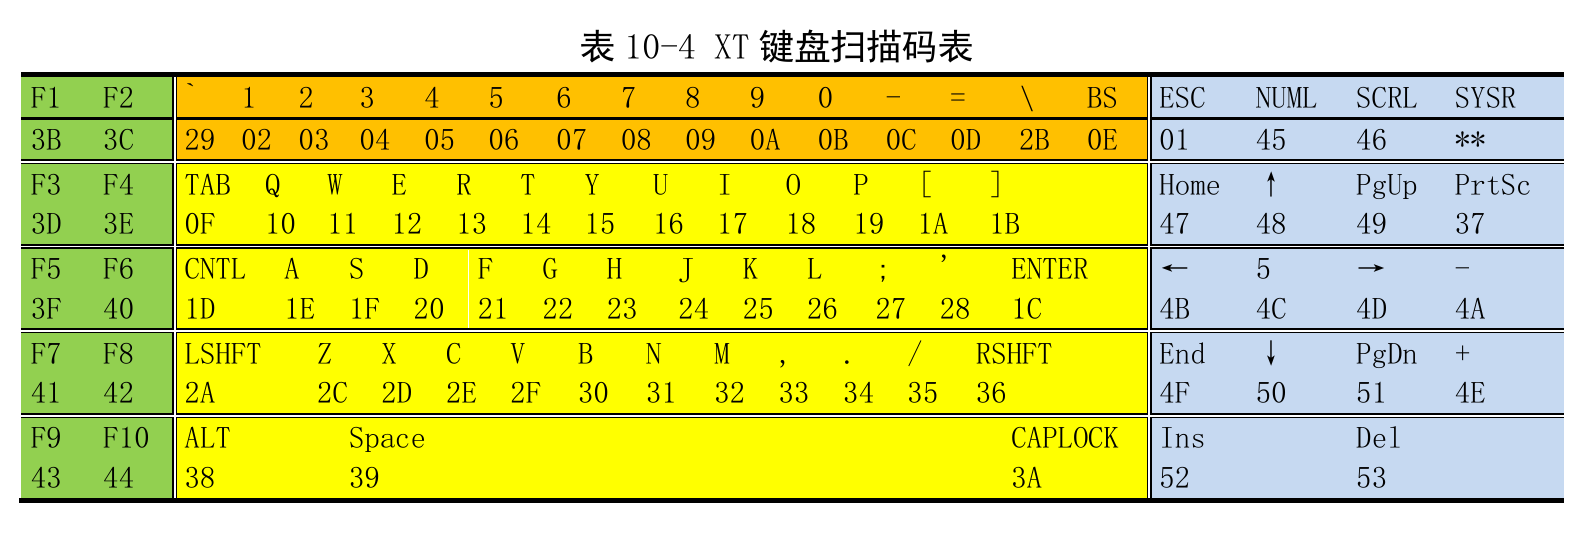 表 10-4 XT 键盘扫描码表
F1 F2 ` 1 2 3 4 5 6 7 8 9 0 - = \ BS ESC NUML SCRL SYSR
3B 3C 29 02 03 04 05 06 07 08 09 0A 0B 0C 0D 2B 0E 01 45 46 **
F3 F4 TAB Q W E R T Y U I O P [ ] Home ↑ PgUp PrtSc
3D 3E 0F 10 11 12 13 14 15 16 17 18 19 1A 1B 47 48 49 37
F5 F6 CNTL A S D F G H J K L ; ’ ENTER ← 5 → -
3F 40 1D 1E 1F 20 21 22 23 24 25 26 27 28 1C 4B 4C 4D 4A
F7 F8 LSHFT Z X C V B N M , . / RSHFT End ↓ PgDn +
41 42 2A 2C 2D 2E 2F 30 31 32 33 34 35 36 4F 50 51 4E
F9 F10 ALT Space CAPLOCK Ins Del
43 44 38 39 3A 52 53